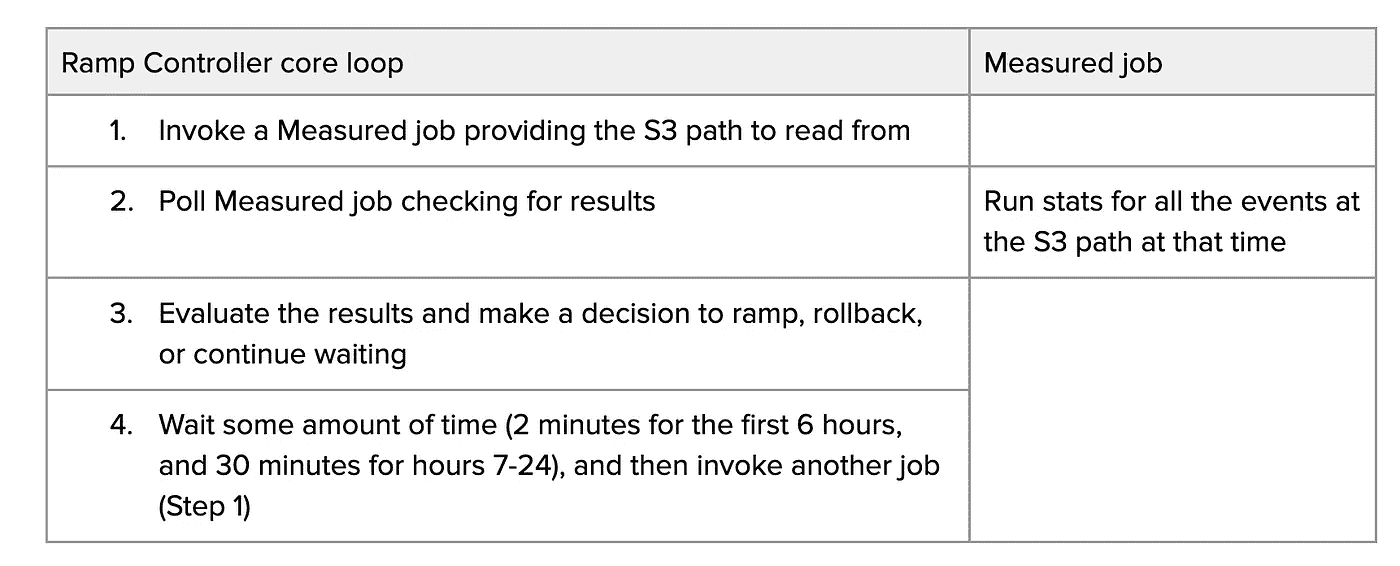 Ramp Controller core loop
Measured job
1. Invoke a Measured job providing the S3 path to read from
2. Poll Measured job checking for results
Run stats for all the events at
the S3 path at that time
3. Evaluate the results and make a decision to ramp, rollback,
or continue waiting
4. Wait some amount of time (2 minutes for the first 6 hours,
and 30 minutes for hours 7-24), and then invoke another job
(Step 1)